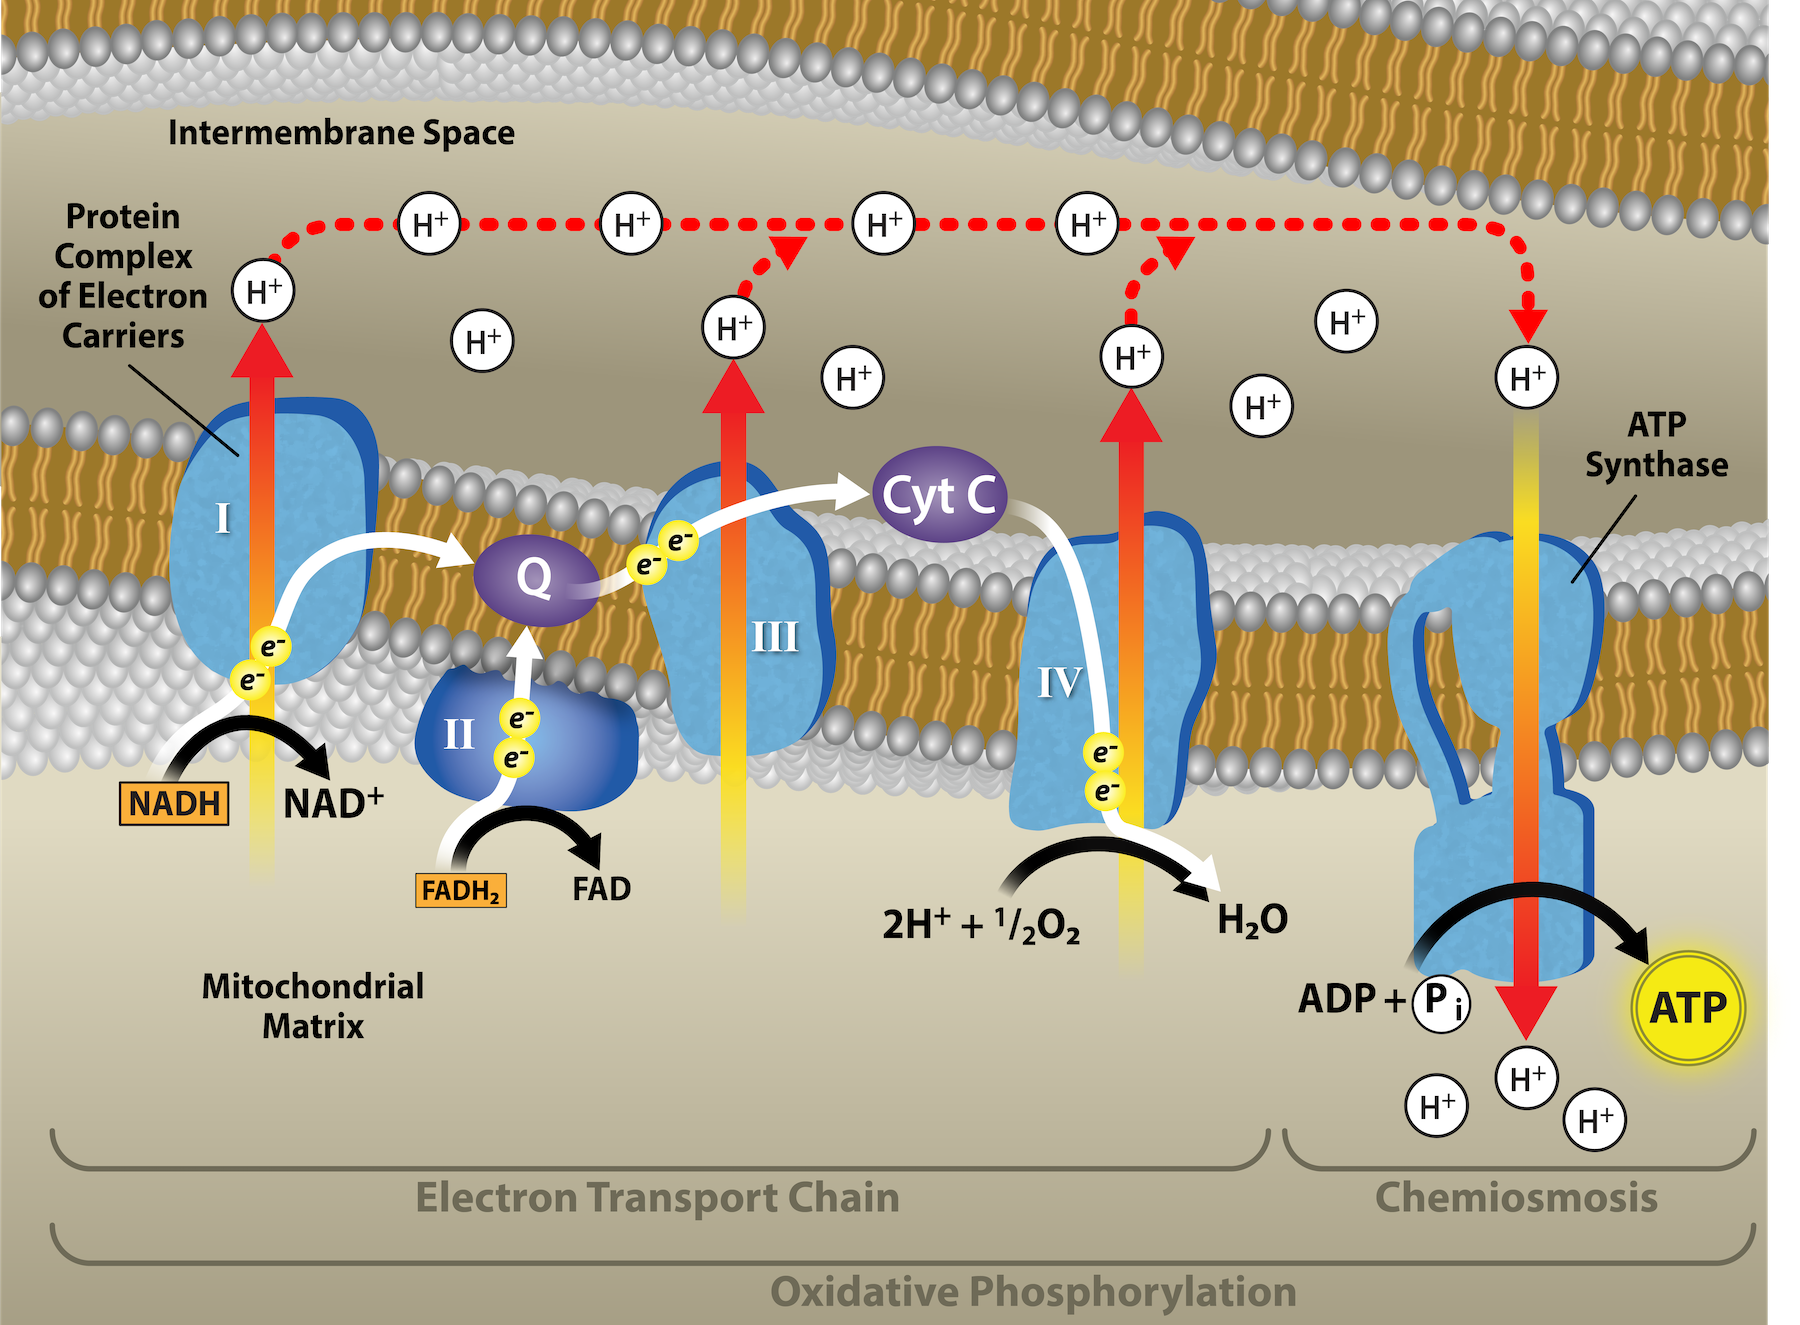 Intermembrane Space
Protein
Complex
of Electron
Carriers
H⁺
H⁺
H⁺
H⁺
H⁺
H⁺
H⁺
H⁺
H⁺
H⁺
H⁺
H⁺
ATP
Synthase
I
Q
Cyt C
e⁻
e⁻
III
e⁻
e⁻
IV
II
e⁻
e⁻
e⁻
e⁻
NADH
NAD⁺
FADH₂
FAD
2H⁺ + ¹/₂O₂
H₂O
Mitochondrial
Matrix
ADP + Pᵢ
ATP
H⁺
H⁺
H⁺
Electron Transport Chain
Chemiosmosis
Oxidative Phosphorylation